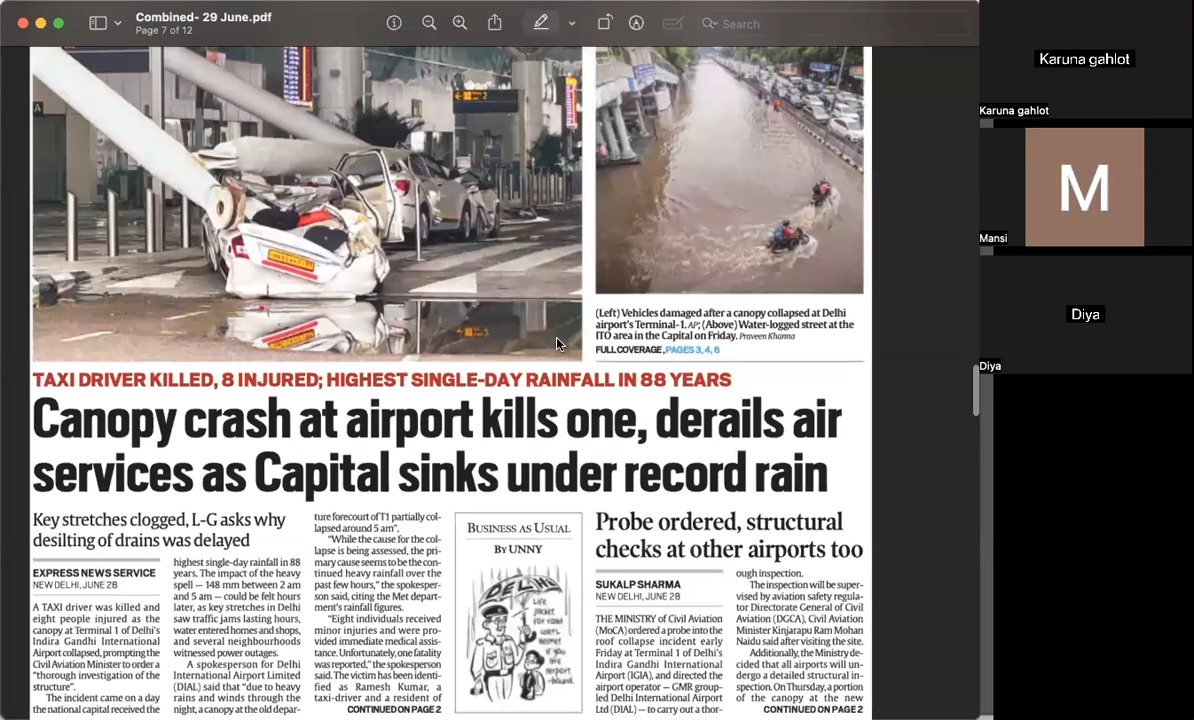 Combined- 29 June.pdf
Page 7 of 12
Search
Karuna gahlot
Karuna gahlot
M
Mansi
Diya
Diya
(Left) Vehicles damaged after a canopy collapsed at Delhi
airport's Terminal-1. AP; (Above) Water-logged street at the
ITO area in the Capital on Friday. Praveen Khanna
FULL COVERAGE, PAGES 3, 4, 6
TAXI DRIVER KILLED, 8 INJURED; HIGHEST SINGLE-DAY RAINFALL IN 88 YEARS
Canopy crash at airport kills one, derails air
services as Capital sinks under record rain
Key stretches clogged, L-G asks why
desilting of drains was delayed
EXPRESS NEWS SERVICE
NEW DELHI, JUNE 28
A TAXI driver was killed and
eight people injured as the
canopy at Terminal 1 of Delhi's
Indira Gandhi International
Airport collapsed, prompting the
Civil Aviation Minister to order a
"thorough investigation of the
structure".
The incident came on a day
the national capital received the
highest single-day rainfall in 88
years. The impact of the heavy
spell — 148 mm between 2 am
and 5 am — could be felt hours
later, as key stretches in Delhi
saw traffic jams lasting hours,
water entered homes and shops,
and several neighbourhoods
witnessed power outages.
A spokesperson for Delhi
International Airport Limited
(DIAL) said that "due to heavy
rains and winds through the
night, a canopy at the old depar-
ture forecourt of T1 partially col-
lapsed around 5 am".
"While the cause for the col-
lapse is being assessed, the pri-
mary cause seems to be the con-
tinued heavy rainfall over the
past few hours," the spokesper-
son said, citing the Met depart-
ment's rainfall figures.
"Eight individuals received
minor injuries and were pro-
vided immediate medical assis-
tance. Unfortunately, one fatality
was reported," the spokesperson
said. The victim has been identi-
fied as Ramesh Kumar, a
taxi-driver and a resident of
CONTINUED ON PAGE 2
BUSINESS AS USUAL
BY UNNY
DELHI
LIFE
JACKET
FOR ROAD
USERS.
HELMET
IF YOU
ARE
AIRPORT
-BOUND.
Probe ordered, structural
checks at other airports too
SUKALP SHARMA
NEW DELHI, JUNE 28
THE MINISTRY of Civil Aviation
(MoCA) ordered a probe into the
roof collapse incident early
Friday at Terminal 1 of Delhi's
Indira Gandhi International
Airport (IGIA), and directed the
airport operator — GMR group-
led Delhi International Airport
Ltd (DIAL) — to carry out a thor-
ough inspection.
The inspection will be super-
vised by aviation safety regula-
tor Directorate General of Civil
Aviation (DGCA), Civil Aviation
Minister Kinjarapu Ram Mohan
Naidu said after visiting the site.
Additionally, the Ministry de-
cided that all airports will un-
dergo a detailed structural in-
spection. On Thursday, a portion
of the canopy at the new
CONTINUED ON PAGE 2